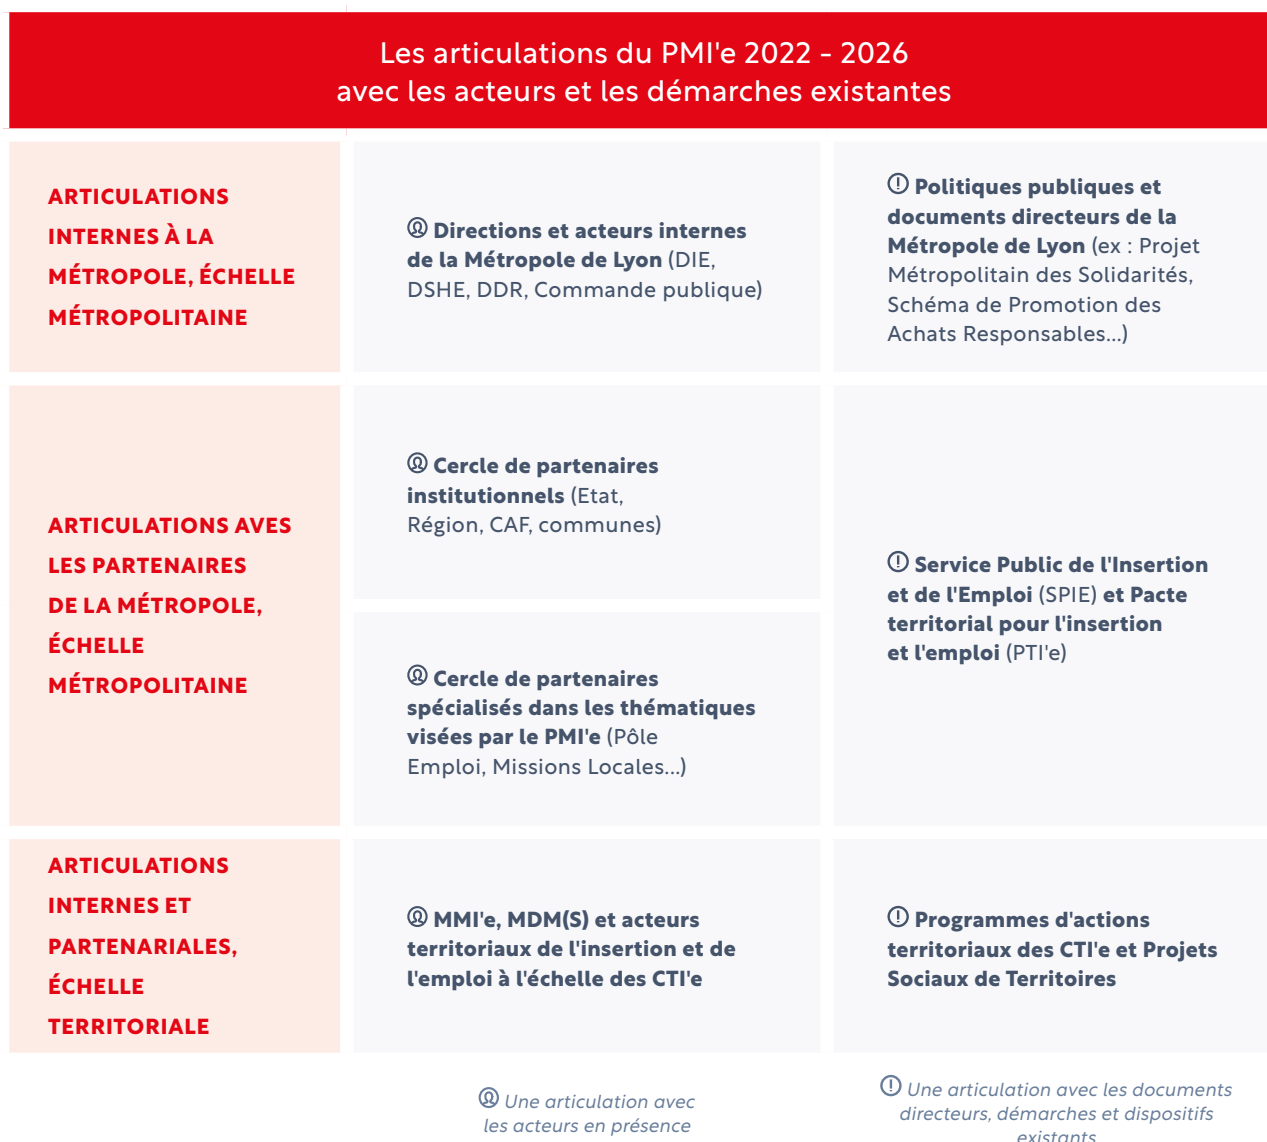 Les articulations du PMI'e 2022 - 2026
avec les acteurs et les démarches existantes
ARTICULATIONS
INTERNES À LA
MÉTROPOLE, ÉCHELLE
MÉTROPOLITAINE
Directions et acteurs internes
de la Métropole de Lyon (DIE,
DSHE, DDR, Commande publique)
Politiques publiques et
documents directeurs de la
Métropole de Lyon (ex : Projet
Métropolitain des Solidarités,
Schéma de Promotion des
Achats Responsables...)
ARTICULATIONS AVES
LES PARTENAIRES
DE LA MÉTROPOLE,
ÉCHELLE
MÉTROPOLITAINE
Cercle de partenaires
institutionnels (Etat,
Région, CAF, communes)
Cercle de partenaires
spécialisés dans les thématiques
visées par le PMI'e (Pôle
Emploi, Missions Locales...)
Service Public de l'Insertion
et de l'Emploi (SPIE) et Pacte
territorial pour l'insertion
et l'emploi (PTI'e)
ARTICULATIONS
INTERNES ET
PARTENARIALES,
ÉCHELLE
TERRITORIALE
MMI'e, MDM(S) et acteurs
territoriaux de l'insertion et de
l'emploi à l'échelle des CTI'e
Programmes d'actions
territoriaux des CTI'e et Projets
Sociaux de Territoires
Une articulation avec
les acteurs en présence
Une articulation avec les documents
directeurs, démarches et dispositifs
existants